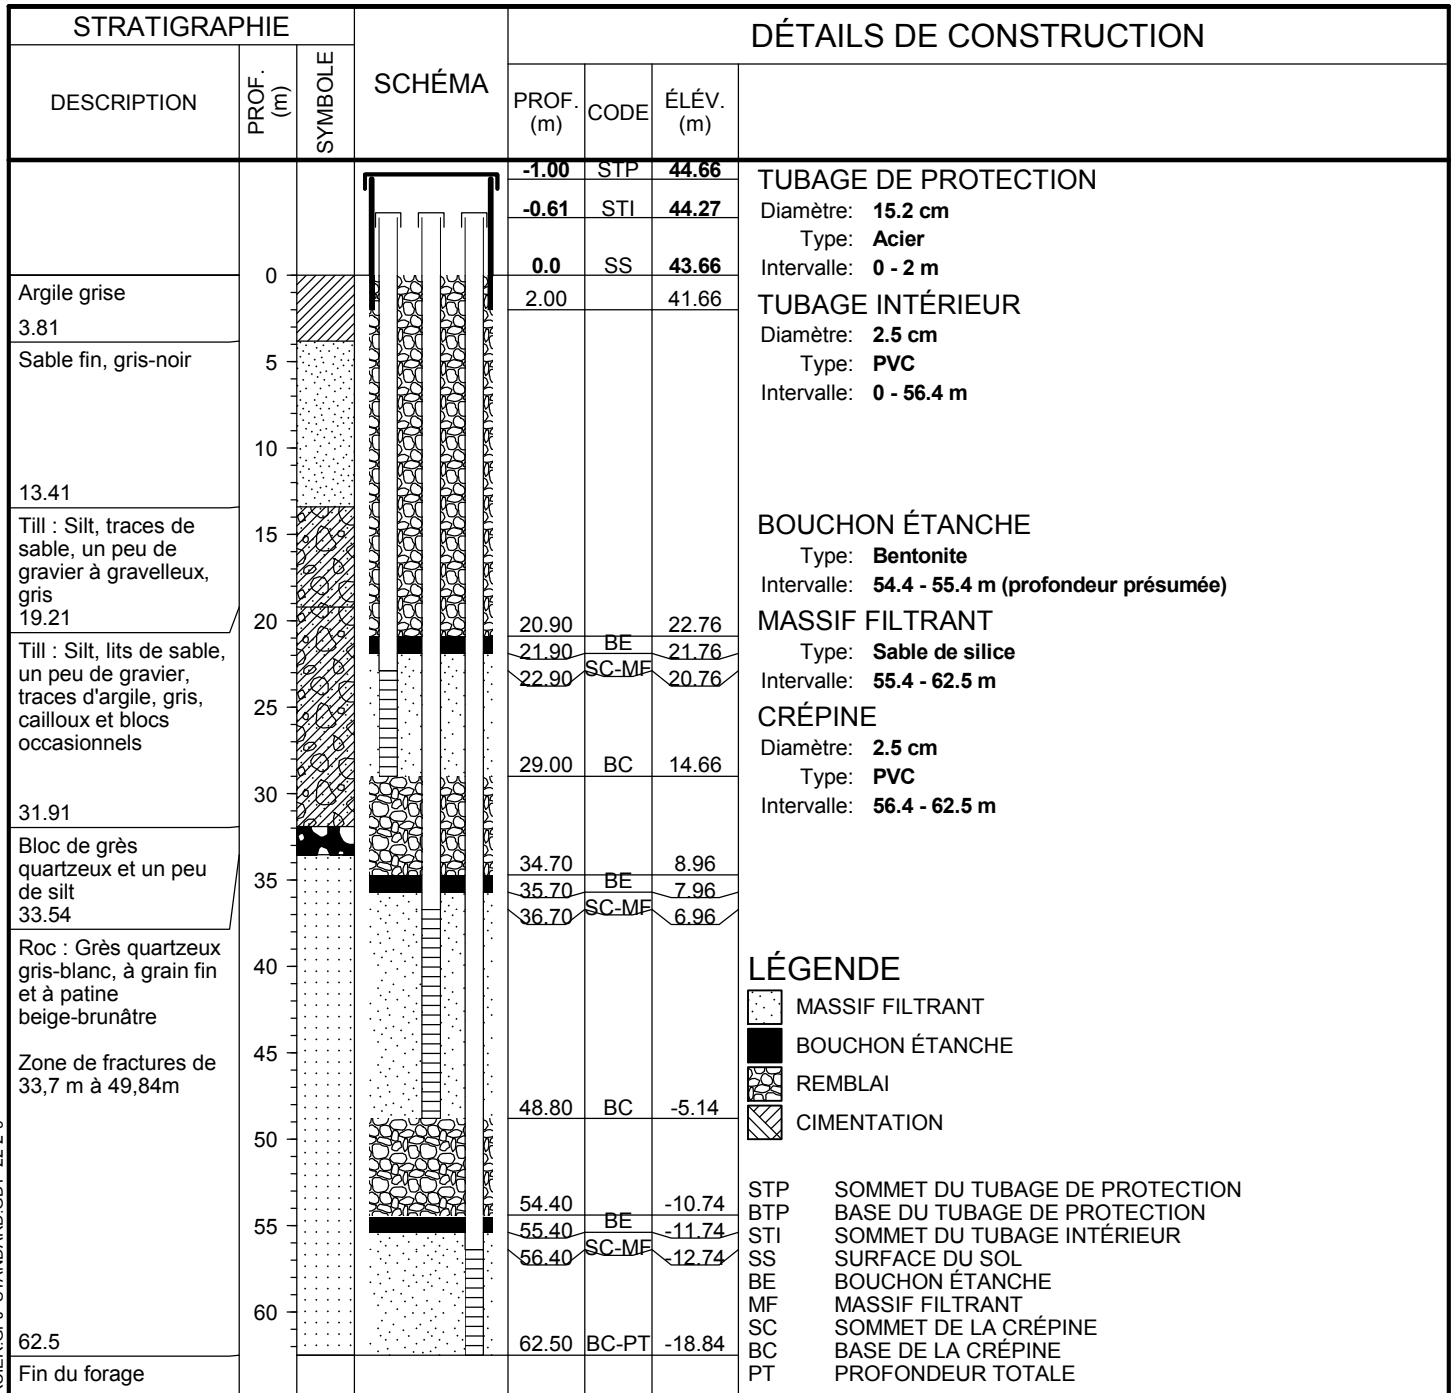 STRATIGRAPHIE
DÉTAILS DE CONSTRUCTION
DESCRIPTION
PROF.
(m)
SYMBOLE
SCHÉMA
PROF.
(m)
CODE
ÉLÉV.
(m)
-1.00 STP 44.66
-0.61 STI 44.27
0.0 SS 43.66
2.00 41.66
20.90 22.76
BE
21.90 21.76
SC-MF
22.90 20.76
29.00 BC 14.66
34.70 8.96
BE
35.70 7.96
SC-MF
36.70 6.96
48.80 BC -5.14
54.40 -10.74
BE
55.40 -11.74
SC-MF
56.40 -12.74
62.50 BC-PT -18.84
Argile grise
3.81
Sable fin, gris-noir
13.41
Till : Silt, traces de
sable, un peu de
gravier à gravelleux,
gris
19.21
Till : Silt, lits de sable,
un peu de gravier,
traces d'argile, gris,
cailloux et blocs
occasionnels
31.91
Bloc de grès
quartzeux et un peu
de silt
33.54
Roc : Grès quartzeux
gris-blanc, à grain fin
et à patine
beige-brunâtre
Zone de fractures de
33,7 m à 49,84m
62.5
Fin du forage
0
5
10
15
20
25
30
35
40
45
50
55
60
TUBAGE DE PROTECTION
Diamètre: 15.2 cm
Type: Acier
Intervalle: 0 - 2 m
TUBAGE INTÉRIEUR
Diamètre: 2.5 cm
Type: PVC
Intervalle: 0 - 56.4 m
BOUCHON ÉTANCHE
Type: Bentonite
Intervalle: 54.4 - 55.4 m (profondeur présumée)
MASSIF FILTRANT
Type: Sable de silice
Intervalle: 55.4 - 62.5 m
CRÉPINE
Diamètre: 2.5 cm
Type: PVC
Intervalle: 56.4 - 62.5 m
LÉGENDE
MASSIF FILTRANT
BOUCHON ÉTANCHE
REMBLAI
CIMENTATION
STP SOMMET DU TUBAGE DE PROTECTION
BTP BASE DU TUBAGE DE PROTECTION
STI SOMMET DU TUBAGE INTÉRIEUR
SS SURFACE DU SOL
BE BOUCHON ÉTANCHE
MF MASSIF FILTRANT
SC SOMMET DE LA CRÉPINE
BC BASE DE LA CRÉPINE
PT PROFONDEUR TOTALE